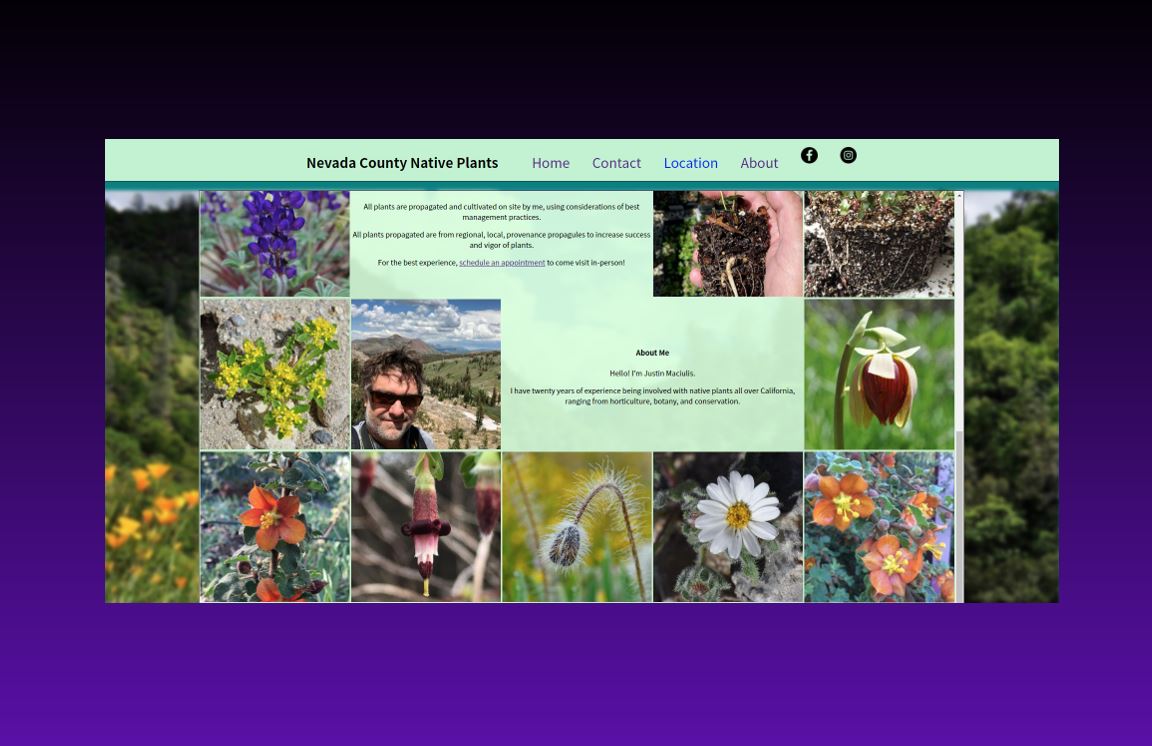 Nevada County Native Plants Home Contact Location About
All plants are propagated and cultivated on site by me, using considerations of best
management practices.
All plants propagated are from regional, local, provenance propagules to increase success
and vigor of plants.
For the best experience, schedule an appointment to come visit in-person!
About Me
Hello! I'm Justin Maciulis.
I have twenty years of experience being involved with native plants all over California,
ranging from horticulture, botany, and conservation.